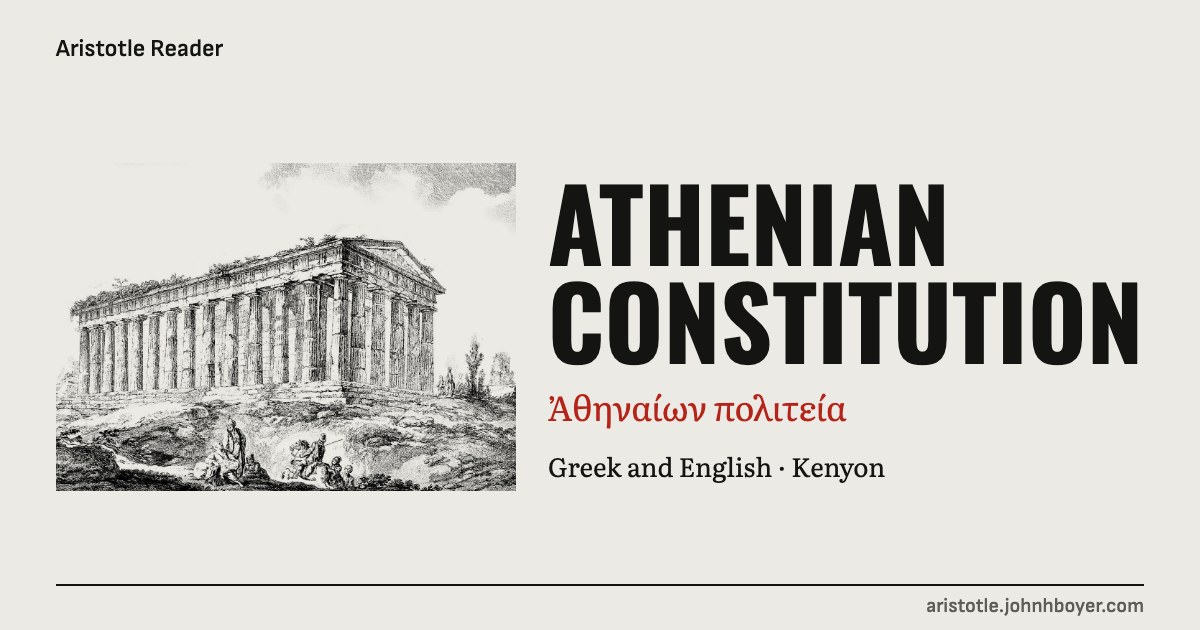 Aristotle Reader
ATHENIAN
CONSTITUTION
Ἀθηναίων πολιτεία
Greek and English · Kenyon
aristotle.johnhboyer.com